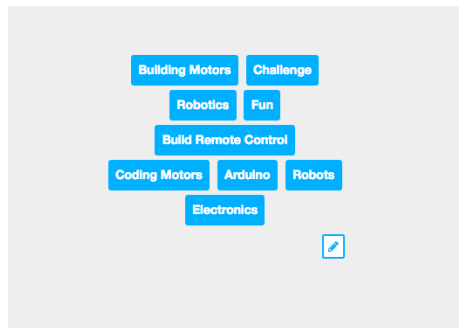 Building Motors Challenge
Robotics Fun
Build Remote Control
Coding Motors Arduino Robots
Electronics